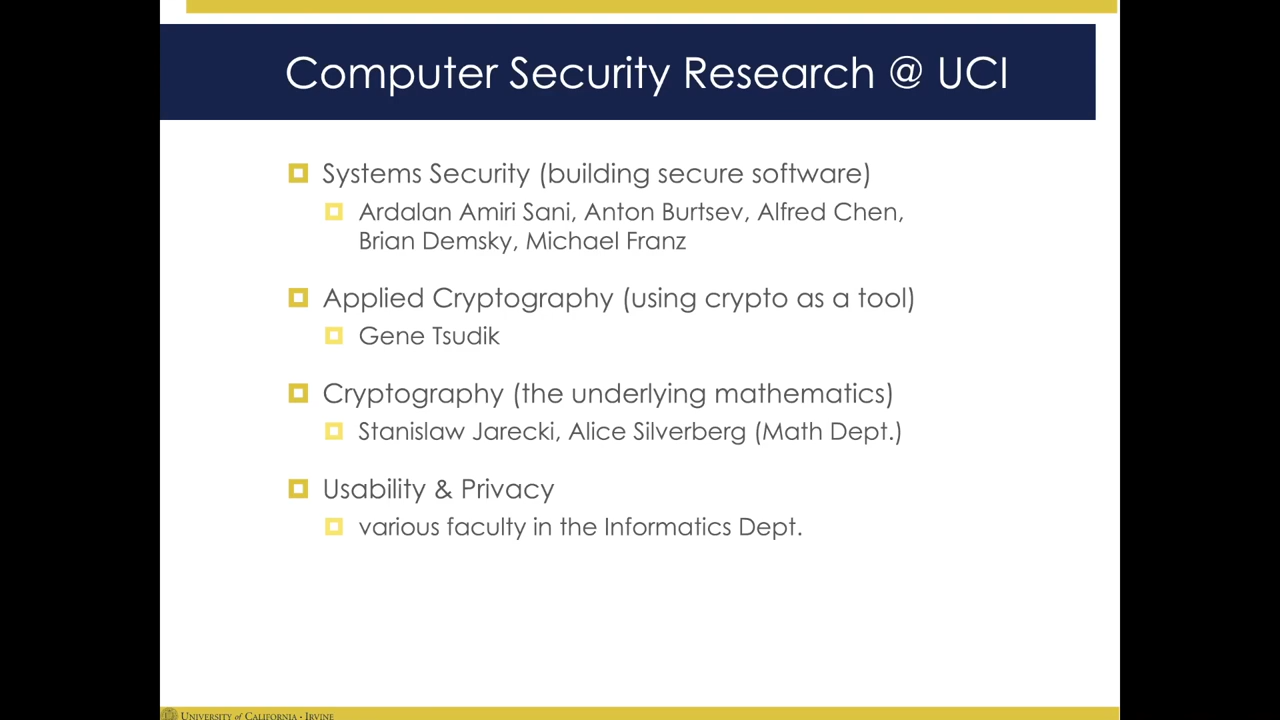 Computer Security Research @ UCI
Systems Security (building secure software)
Ardalan Amiri Sani, Anton Burtsev, Alfred Chen,
Brian Demsky, Michael Franz
Applied Cryptography (using crypto as a tool)
Gene Tsudik
Cryptography (the underlying mathematics)
Stanislaw Jarecki, Alice Silverberg (Math Dept.)
Usability & Privacy
various faculty in the Informatics Dept.
UNIVERSITY of CALIFORNIA • IRVINE